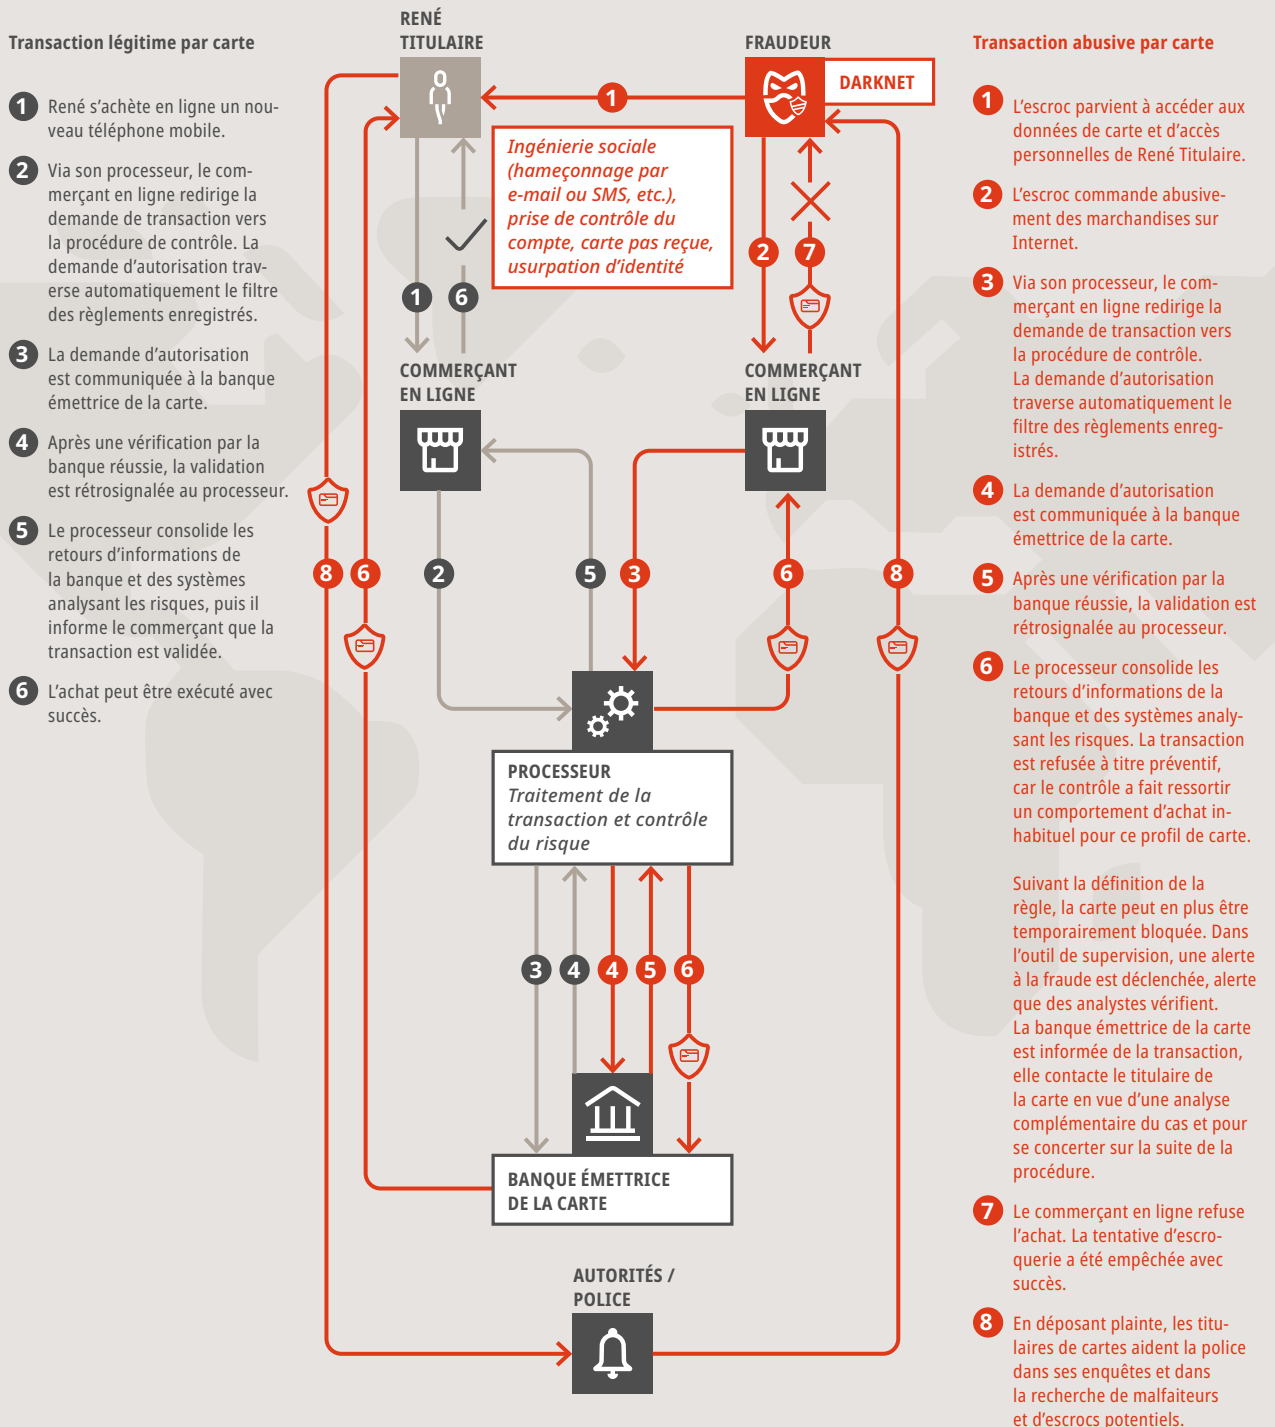 Transaction légitime par carte
1 René s’achète en ligne un nou-
veau téléphone mobile.
2 Via son processeur, le com-
merçant en ligne redirige la
demande de transaction vers
la procédure de contrôle. La
demande d’autorisation trav-
erse automatiquement le filtre
des règlements enregistrés.
3 La demande d’autorisation
est communiquée à la banque
émettrice de la carte.
4 Après une vérification par la
banque réussie, la validation
est rétrosignalée au processeur.
5 Le processeur consolide les
retours d’informations de
la banque et des systèmes
analysant les risques, puis il
informe le commerçant que la
transaction est validée.
6 L’achat peut être exécuté avec
succès.
RENÉ
TITULAIRE
FRAUDEUR
DARKNET
1
Ingénierie sociale
(hameçonnage par
e-mail ou SMS, etc.),
prise de contrôle du
compte, carte pas reçue,
usurpation d’identité
2 7
1 6
COMMERÇANT
EN LIGNE
COMMERÇANT
EN LIGNE
8 6 2 5 3 6 8
PROCESSEUR
Traitement de la
transaction et contrôle
du risque
3 4 4 5 6
BANQUE ÉMETTRICE
DE LA CARTE
AUTORITÉS /
POLICE
Transaction abusive par carte
1 L’escroc parvient à accéder aux
données de carte et d’accès
personnelles de René Titulaire.
2 L’escroc commande abusive-
ment des marchandises sur
Internet.
3 Via son processeur, le com-
merçant en ligne redirige la
demande de transaction vers
la procédure de contrôle.
La demande d’autorisation
traverse automatiquement le
filtre des règlements enreg-
istrés.
4 La demande d’autorisation
est communiquée à la banque
émettrice de la carte.
5 Après une vérification par la
banque réussie, la validation est
rétrosignalée au processeur.
6 Le processeur consolide les
retours d’informations de la
banque et des systèmes analy-
sant les risques. La transaction
est refusée à titre préventif,
car le contrôle a fait ressortir
un comportement d’achat in-
habituel pour ce profil de carte.
Suivant la définition de la
règle, la carte peut en plus être
temporairement bloquée. Dans
l’outil de supervision, une alerte
à la fraude est déclenchée, alerte
que des analystes vérifient.
La banque émettrice de la carte
est informée de la transaction,
elle contacte le titulaire de
la carte en vue d’une analyse
complémentaire du cas et pour
se concerter sur la suite de la
procédure.
7 Le commerçant en ligne refuse
l’achat. La tentative d’escro-
querie a été empêchée avec
succès.
8 En déposant plainte, les titu-
laires de cartes aident la police
dans ses enquêtes et dans
la recherche de malfaiteurs
et d’escrocs potentiels.